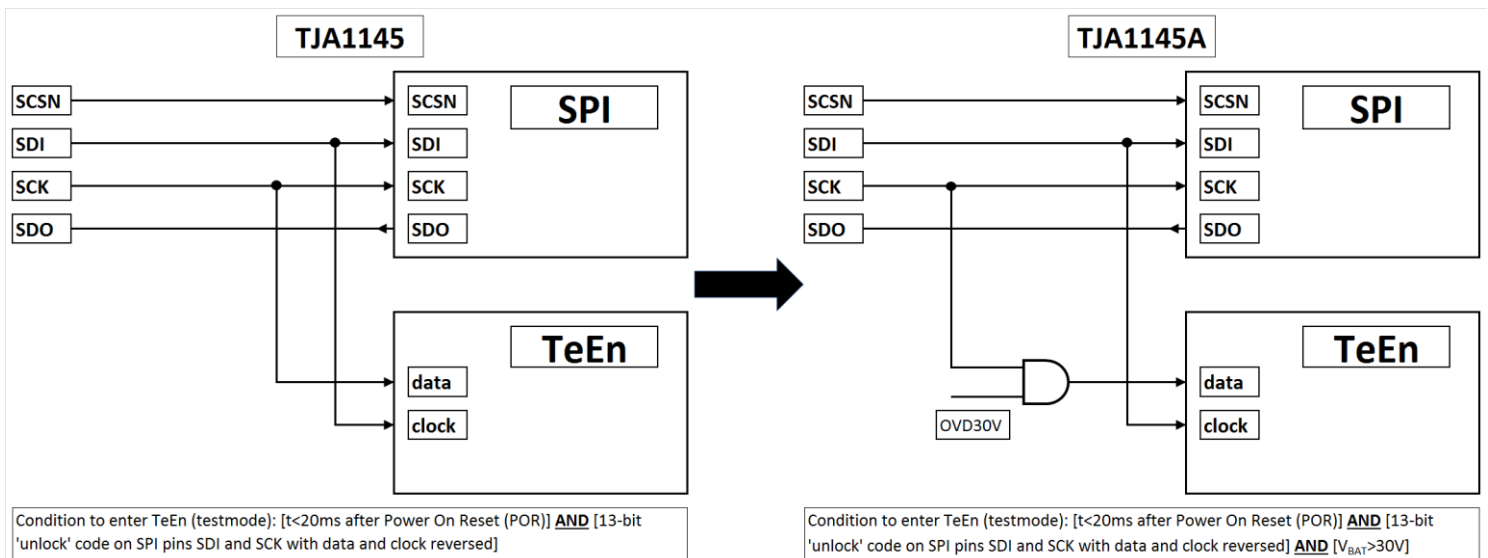 TJA1145
SCSN
SDI
SCK
SDO
SCSN
SDI
SCK
SDO
SPI
TeEn
data
clock
Condition to enter TeEn (testmode): [t<20ms after Power On Reset (POR)] AND [13-bit
'unlock' code on SPI pins SDI and SCK with data and clock reversed]
TJA1145A
SCSN
SDI
SCK
SDO
SCSN
SDI
SCK
SDO
SPI
TeEn
data
clock
OVD30V
Condition to enter TeEn (testmode): [t<20ms after Power On Reset (POR)] AND [13-bit
'unlock' code on SPI pins SDI and SCK with data and clock reversed] AND [VBAT>30V]